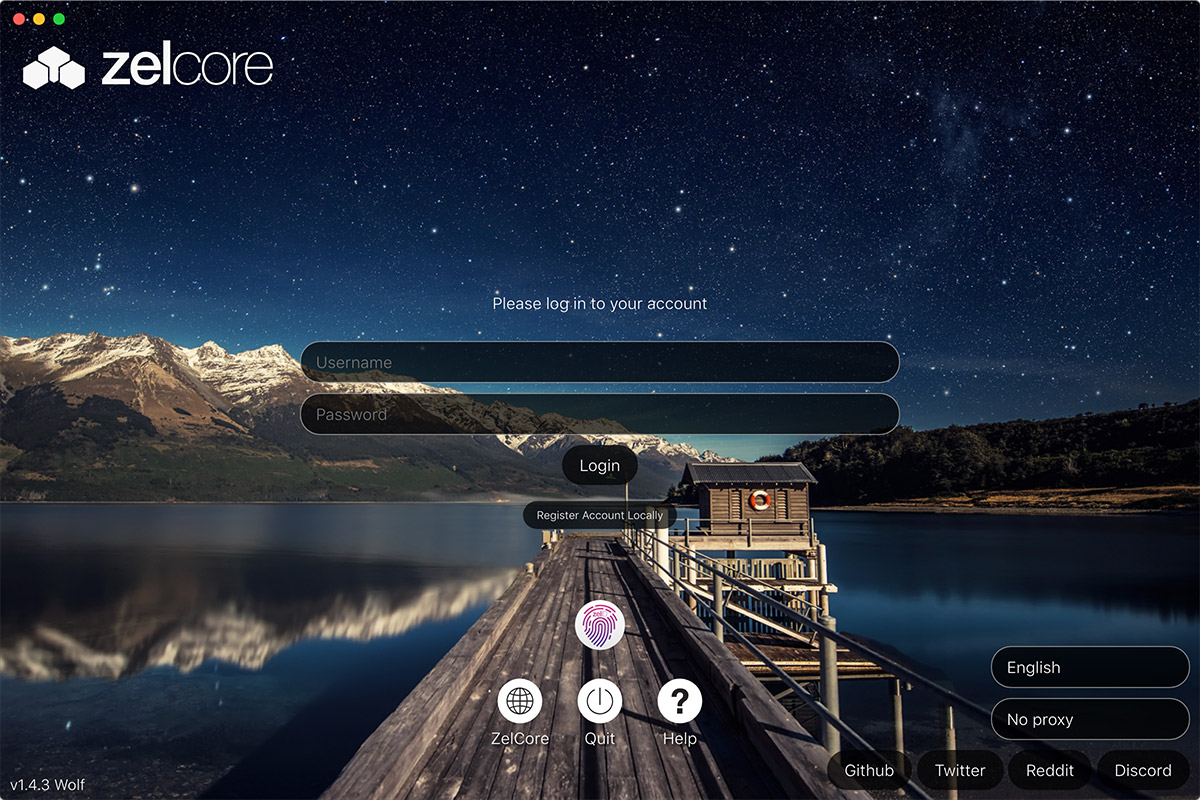 zelcore
Please log in to your account
Username
Password
Login
Register Account Locally
zel
ZelCore
Quit
Help
English
No proxy
Github
Twitter
Reddit
Discord
v1.4.3 Wolf